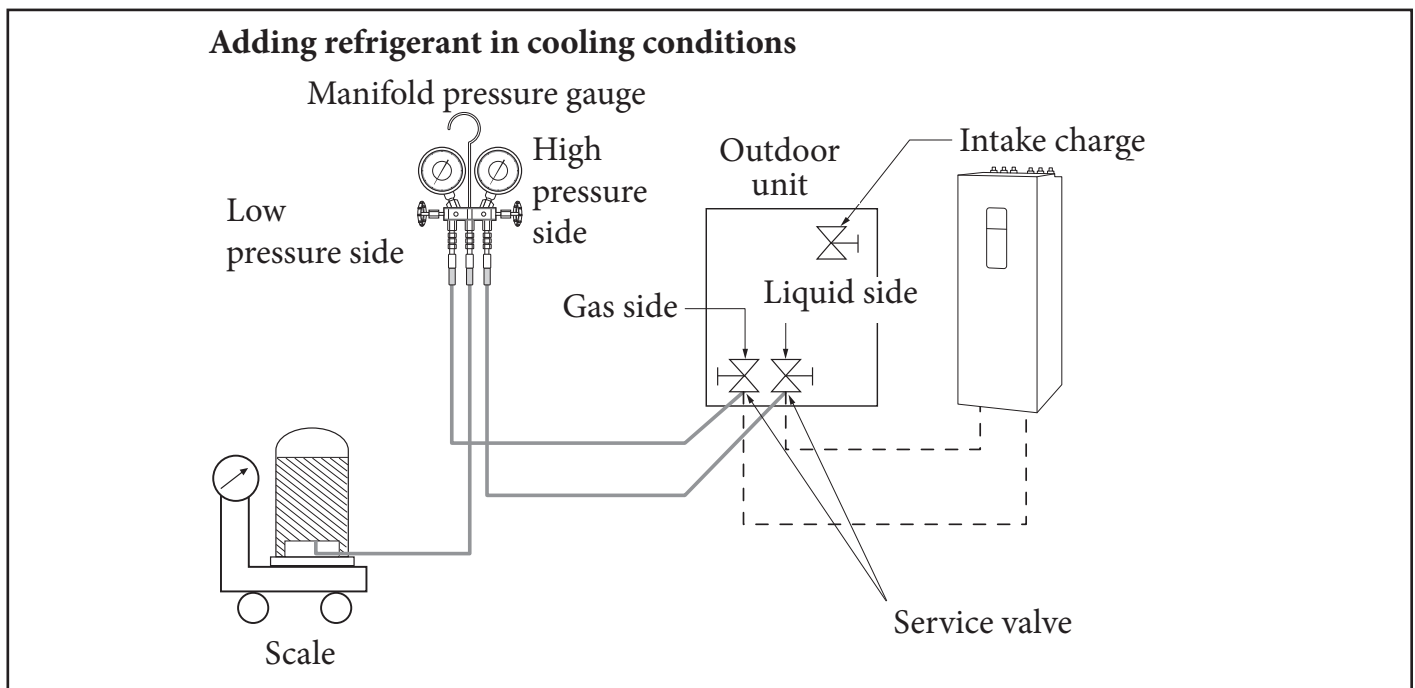 Adding refrigerant in cooling conditions
Manifold pressure gauge
High
pressure
side
Low
pressure side
Outdoor
unit
Intake charge
Gas side
Liquid side
Service valve
Scale